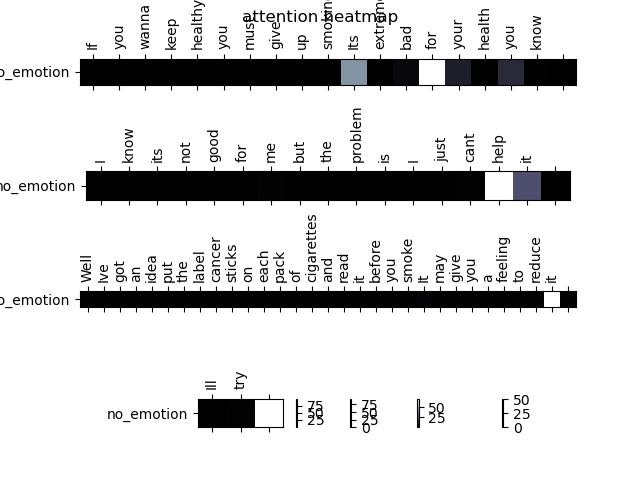 attention heatmap
If you wanna keep healthy you must give up smoking Its extreme bad for your health you know
o_emotion
I know its not good for me but the problem is I just cant help it
no_emotion
Well Ive got an idea put the label cancer sticks on each pack of cigarettes and read it before you smoke It may give you a feeling to reduce it
o_emotion
Ill try
no_emotion
75 50 25
75 50 25 0
50 25
50 25 0